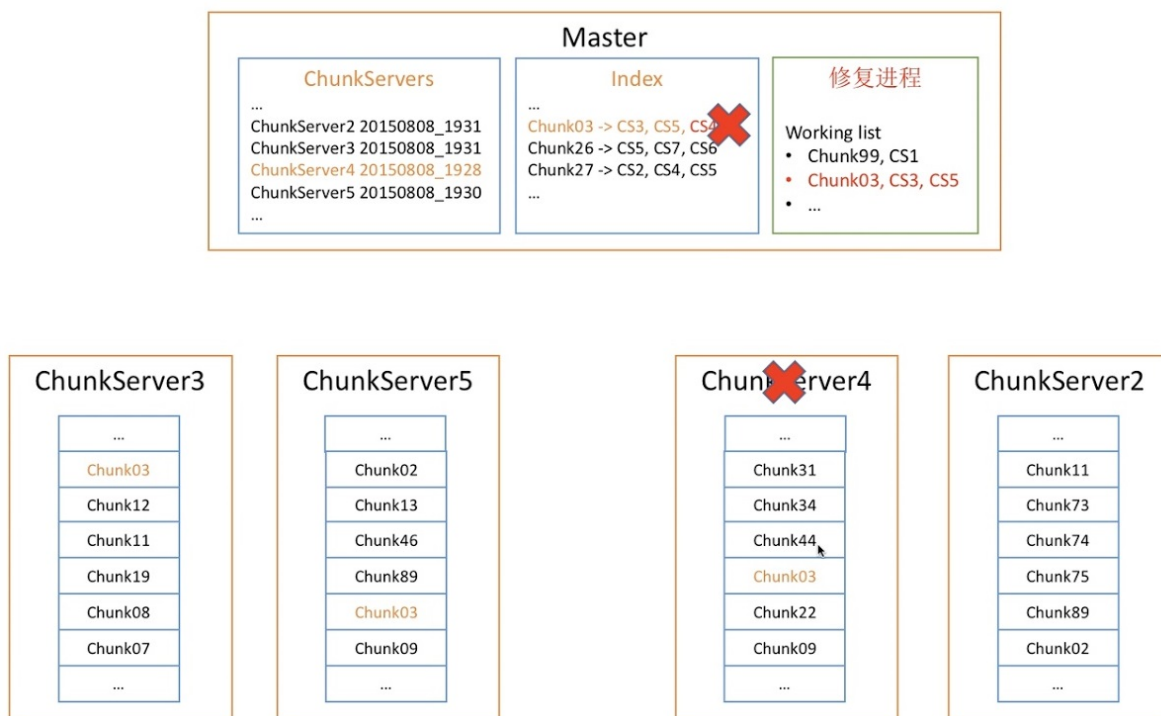 Master
ChunkServers
...
ChunkServer2 20150808_1931
ChunkServer3 20150808_1931
ChunkServer4 20150808_1928
ChunkServer5 20150808_1930
...
Index
...
Chunk03 -> CS3, CS5, CS4
Chunk26 -> CS5, CS7, CS6
Chunk27 -> CS2, CS4, CS5
...
修复进程
Working list
• Chunk99, CS1
• Chunk03, CS3, CS5
• ...
ChunkServer3
...
Chunk03
Chunk12
Chunk11
Chunk19
Chunk08
Chunk07
...
ChunkServer5
...
Chunk02
Chunk13
Chunk46
Chunk89
Chunk03
Chunk09
...
ChunkServer4
...
Chunk31
Chunk34
Chunk44
Chunk03
Chunk22
Chunk09
...
ChunkServer2
...
Chunk11
Chunk73
Chunk74
Chunk75
Chunk89
Chunk02
...